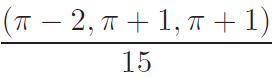 (π − 2, π + 1, π + 1)
15